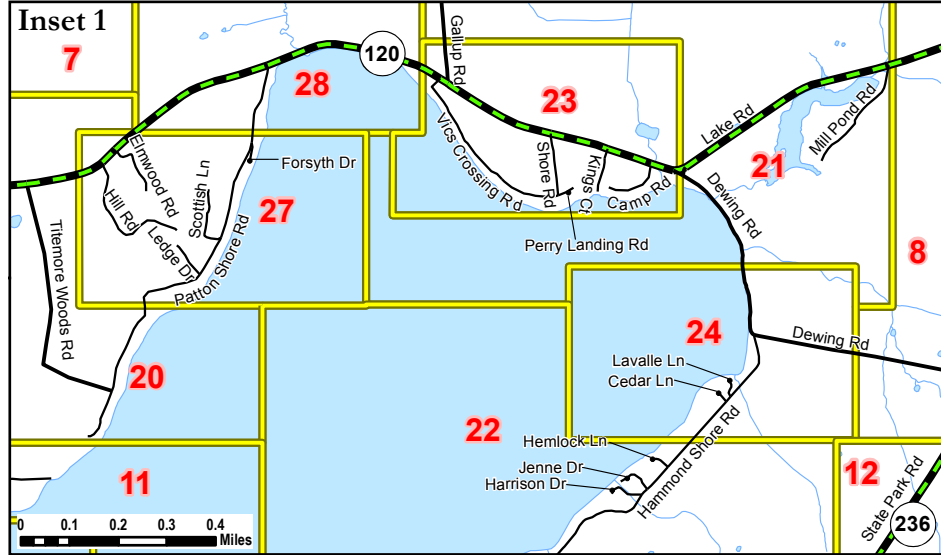 Inset 1
7
28
120
Gallup Rd
23
Lake Rd
21
Mill Pond Rd
Elmwood Rd
Forsyth Dr
Scottish Ln
Hill Rd
27
Vics Crossing Rd
Shore Rd
Kings Ct
Camp Rd
Dewing Rd
Perry Landing Rd
Ledge Dr
Patton Shore Rd
Titemore Woods Rd
8
24
Dewing Rd
Lavalle Ln
Cedar Ln
20
22
Hemlock Ln
Jenne Dr
Harrison Dr
Hammond Shore Rd
11
12
State Park Rd
236
0 0.1 0.2 0.3 0.4
Miles